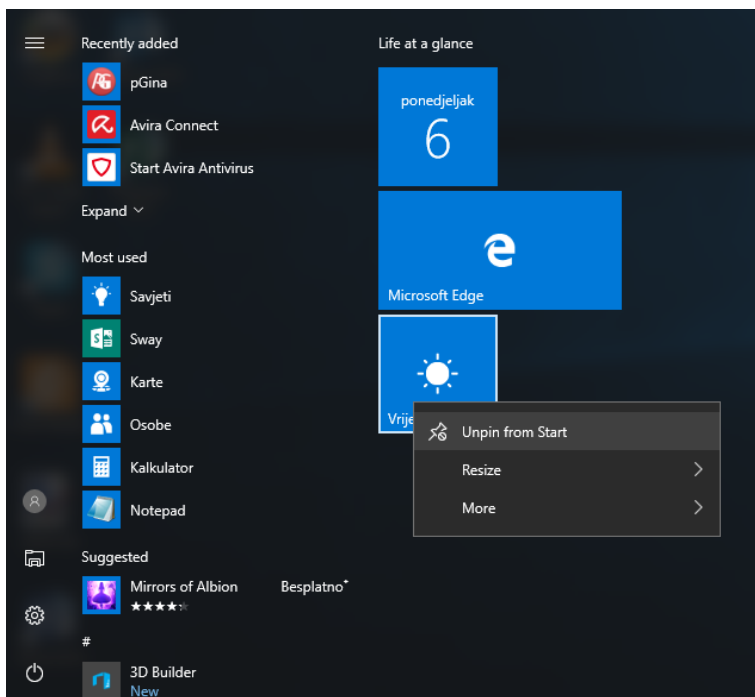 Recently added
pGina
Avira Connect
Start Avira Antivirus
Expand
Most used
Savjeti
Sway
Karte
Osobe
Kalkulator
Notepad
Suggested
Mirrors of Albion Besplatno+
#
3D Builder
New
Life at a glance
ponedjeljak
6
Microsoft Edge
Vrije
Unpin from Start
Resize
More